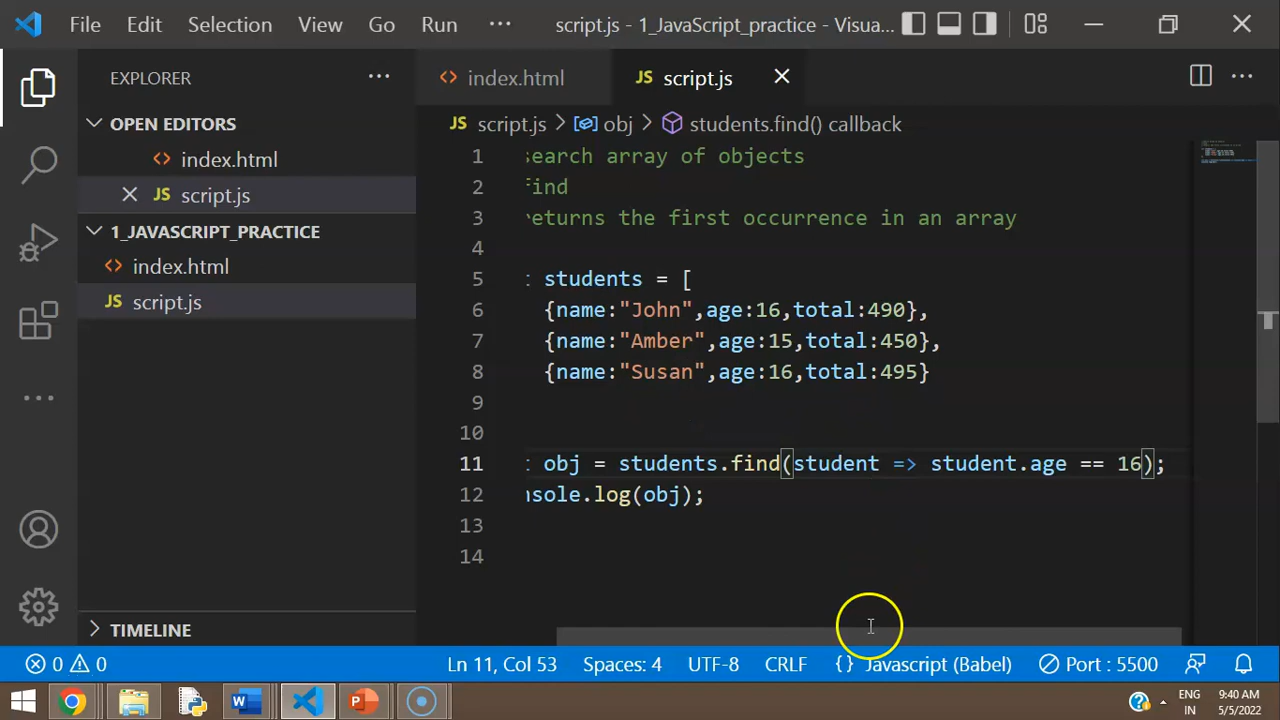 File Edit Selection View Go Run ··· script.js - 1_JavaScript_practice - Visua...
EXPLORER ···
index.html JS script.js
OPEN EDITORS
index.html
JS script.js
1_JAVASCRIPT_PRACTICE
index.html
JS script.js
TIMELINE
JS script.js > obj > students.find() callback
1 search array of objects
2 find
3 returns the first occurrence in an array
4
5 students = [
6 {name:"John",age:16,total:490},
7 {name:"Amber",age:15,total:450},
8 {name:"Susan",age:16,total:495}
9
10
11 obj = students.find(student => student.age == 16);
12 nsole.log(obj);
13
14
0 0 Ln 11, Col 53 Spaces: 4 UTF-8 CRLF {} Javascript (Babel) Port : 5500
W P ENG 9:40 AM
IN 5/5/2022